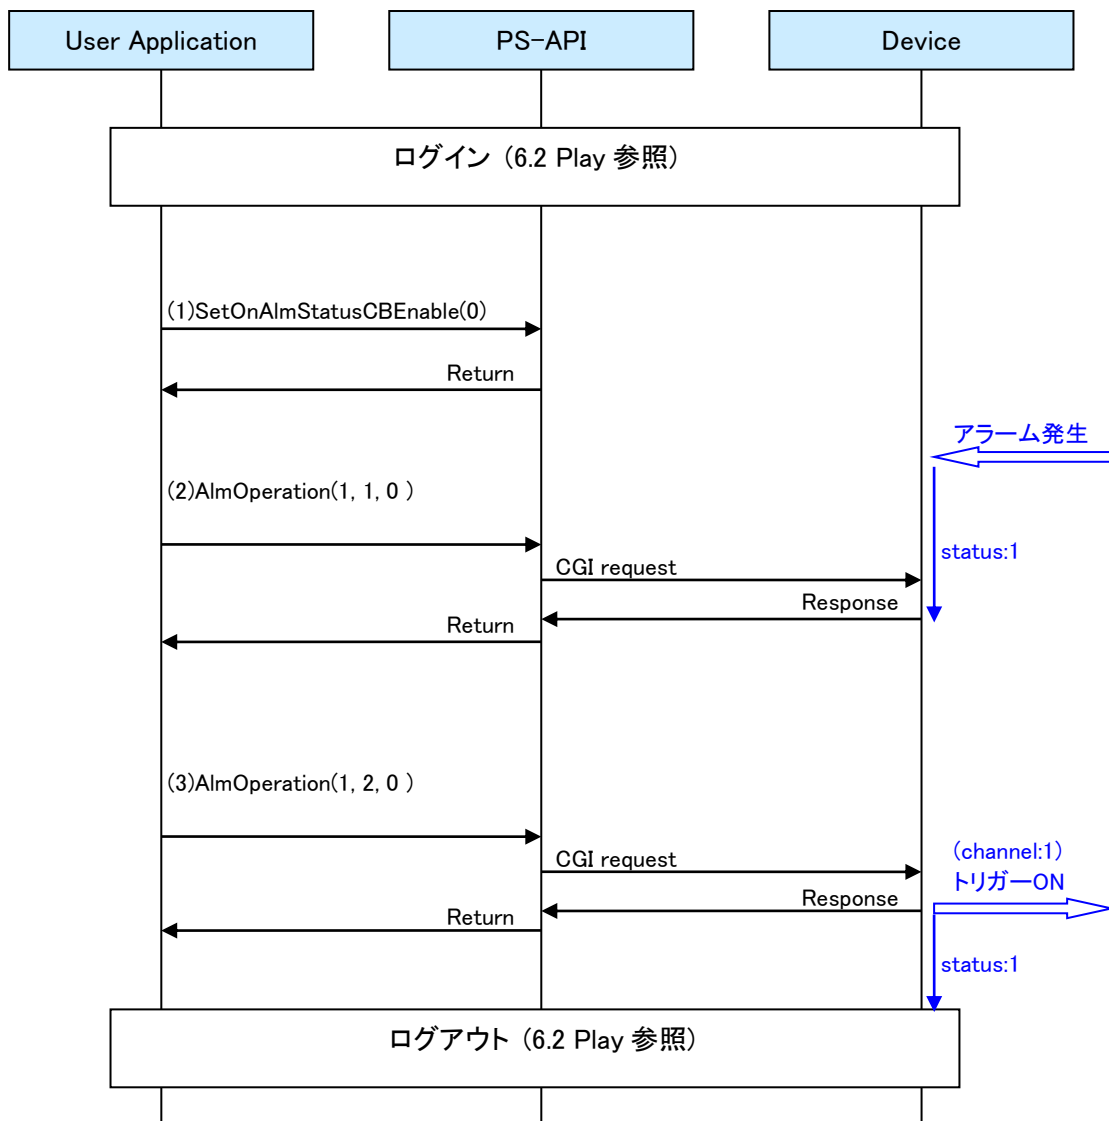 User Application
PS-API
Device
ログイン (6.2 Play 参照)
(1)SetOnAlmStatusCBEnable(0)
Return
アラーム発生
(2)AlmOperation(1, 1, 0 )
status:1
CGI request
Response
Return
(3)AlmOperation(1, 2, 0 )
(channel:1)
トリガーON
CGI request
Response
Return
status:1
ログアウト (6.2 Play 参照)